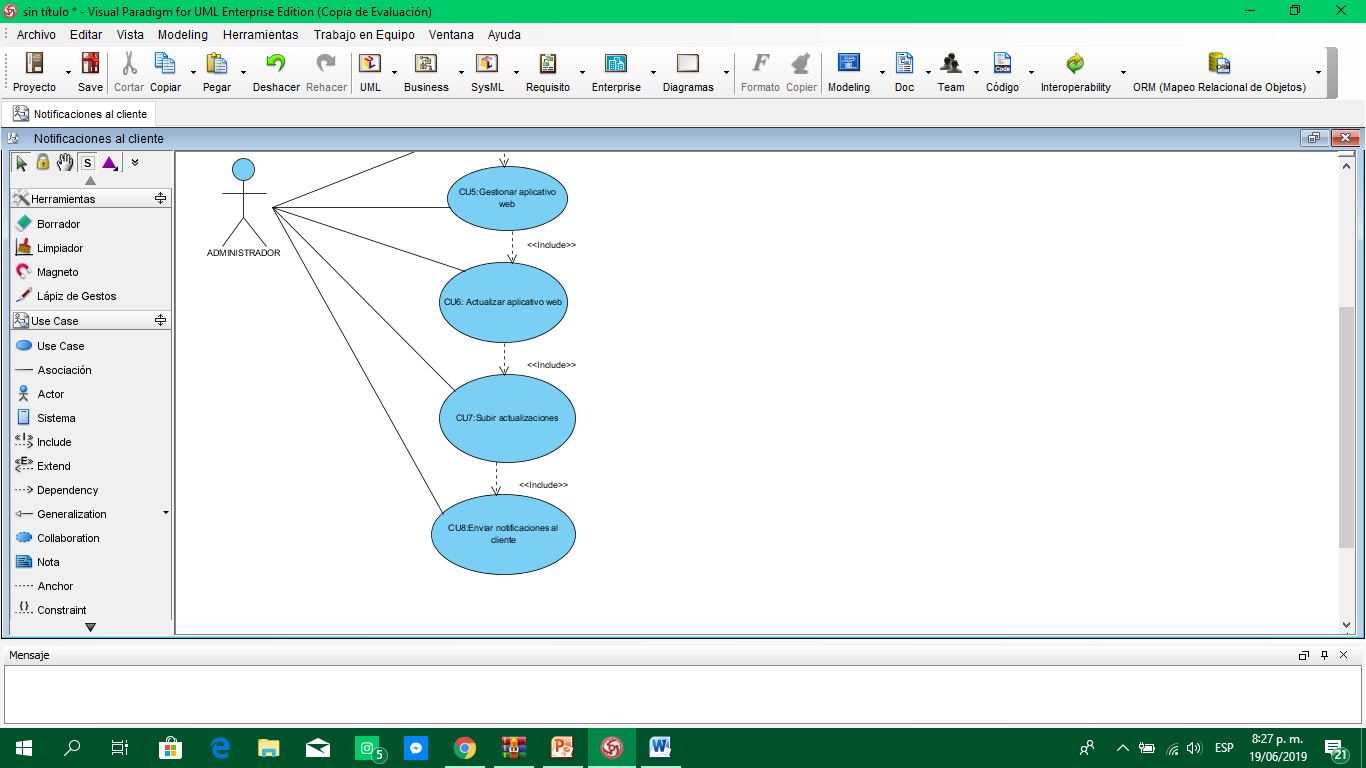 sin título * - Visual Paradigm for UML Enterprise Edition (Copia de Evaluación)
Archivo Editar Vista Modeling Herramientas Trabajo en Equipo Ventana Ayuda
Proyecto Save Cortar Copiar Pegar Deshacer Rehacer UML Business SysML Requisito Enterprise Diagramas Formato Copier Modeling Doc Team Código Interoperability ORM (Mapeo Relacional de Objetos)
Notificaciones al cliente
Notificaciones al cliente
S
Herramientas
Borrador
Limpiador
Magneto
Lápiz de Gestos
Use Case
Use Case
Asociación
Actor
Sistema
Include
Extend
Dependency
Generalization
Collaboration
Nota
Anchor
Constraint
ADMINISTRADOR
CU5:Gestionar aplicativo
web
<<Include>>
CU6: Actualizar aplicativo web
<<Include>>
CU7:Subir actualizaciones
<<Include>>
CU8:Enviar notificaciones al
cliente
Mensaje
5
ESP
8:27 p. m.
19/06/2019
21